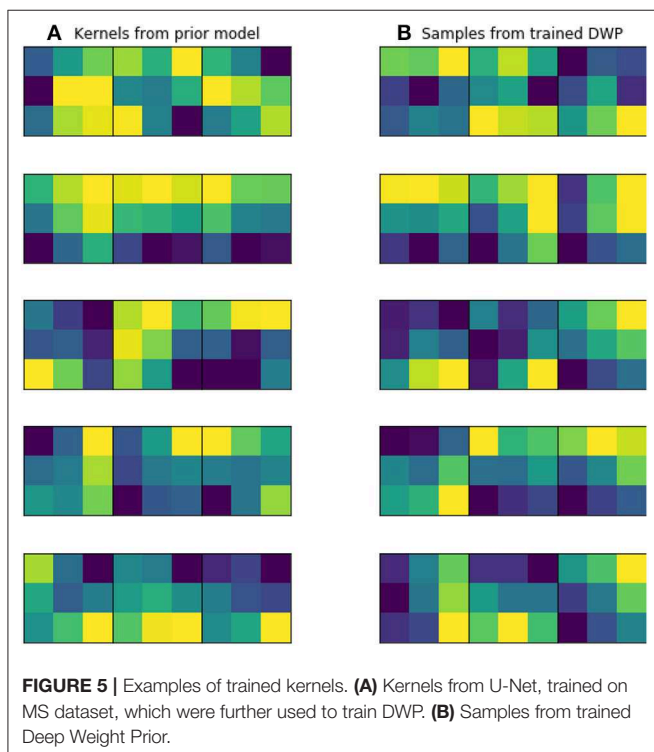 A Kernels from prior model
B Samples from trained DWP
FIGURE 5 | Examples of trained kernels. (A) Kernels from U-Net, trained on
MS dataset, which were further used to train DWP. (B) Samples from trained
Deep Weight Prior.